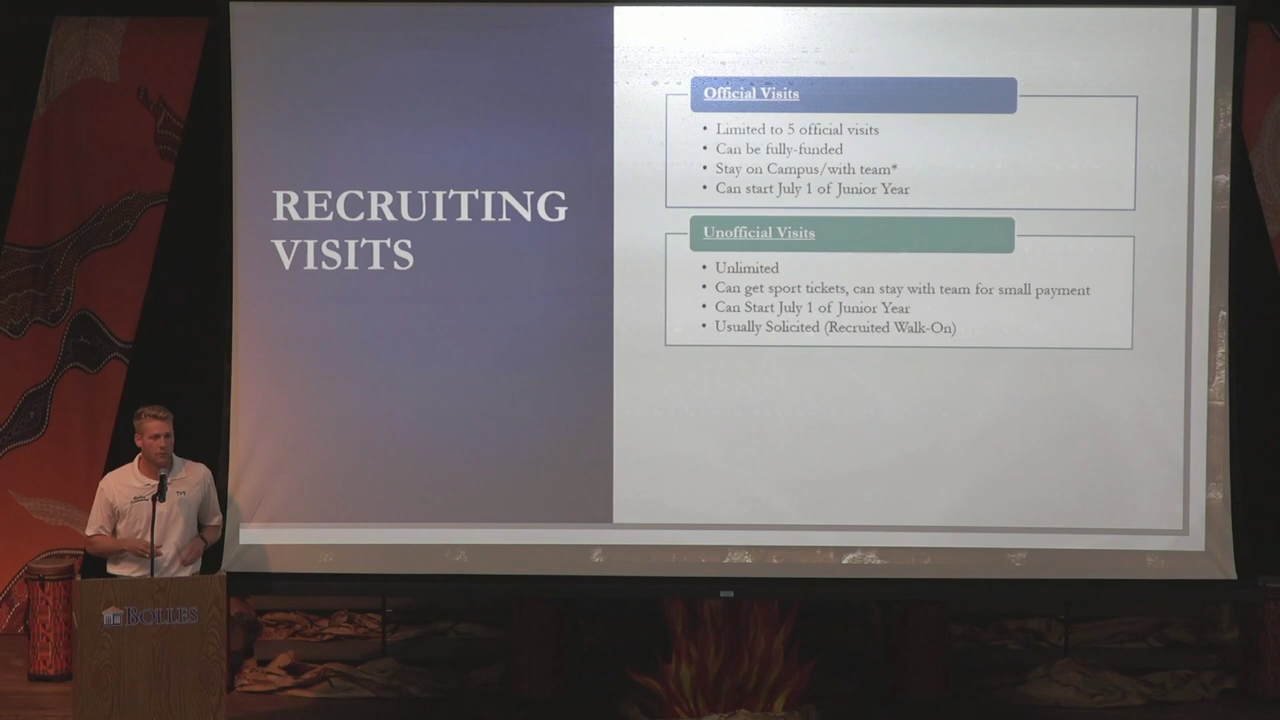 RECRUITING
VISITS
Official Visits
• Limited to 5 official visits
• Can be fully-funded
• Stay on Campus/with team*
• Can start July 1 of Junior Year
Unofficial Visits
• Unlimited
• Can get sport tickets, can stay with team for small payment
• Can Start July 1 of Junior Year
• Usually Solicited (Recruited Walk-On)
TYR
BOLLES